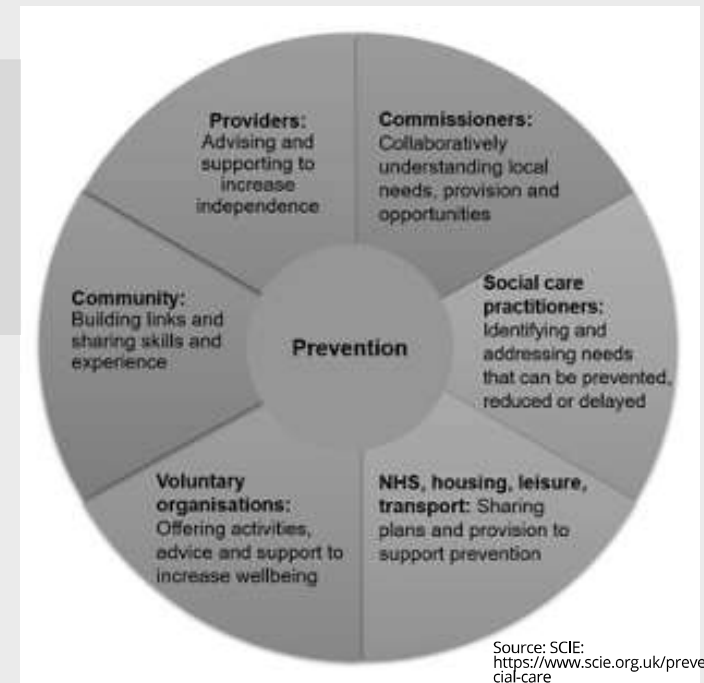 Providers:
Advising and
supporting to
increase
independence
Commissioners:
Collaboratively
understanding local
needs, provision and
opportunities
Social care
practitioners:
Identifying and
addressing needs
that can be prevented,
reduced or delayed
NHS, housing, leisure,
transport: Sharing
plans and provision to
support prevention
Voluntary
organisations:
Offering activities,
advice and support to
increase wellbeing
Community:
Building links and
sharing skills and
experience
Prevention
Source: SCIE:
https://www.scie.org.uk/preve
cial-care